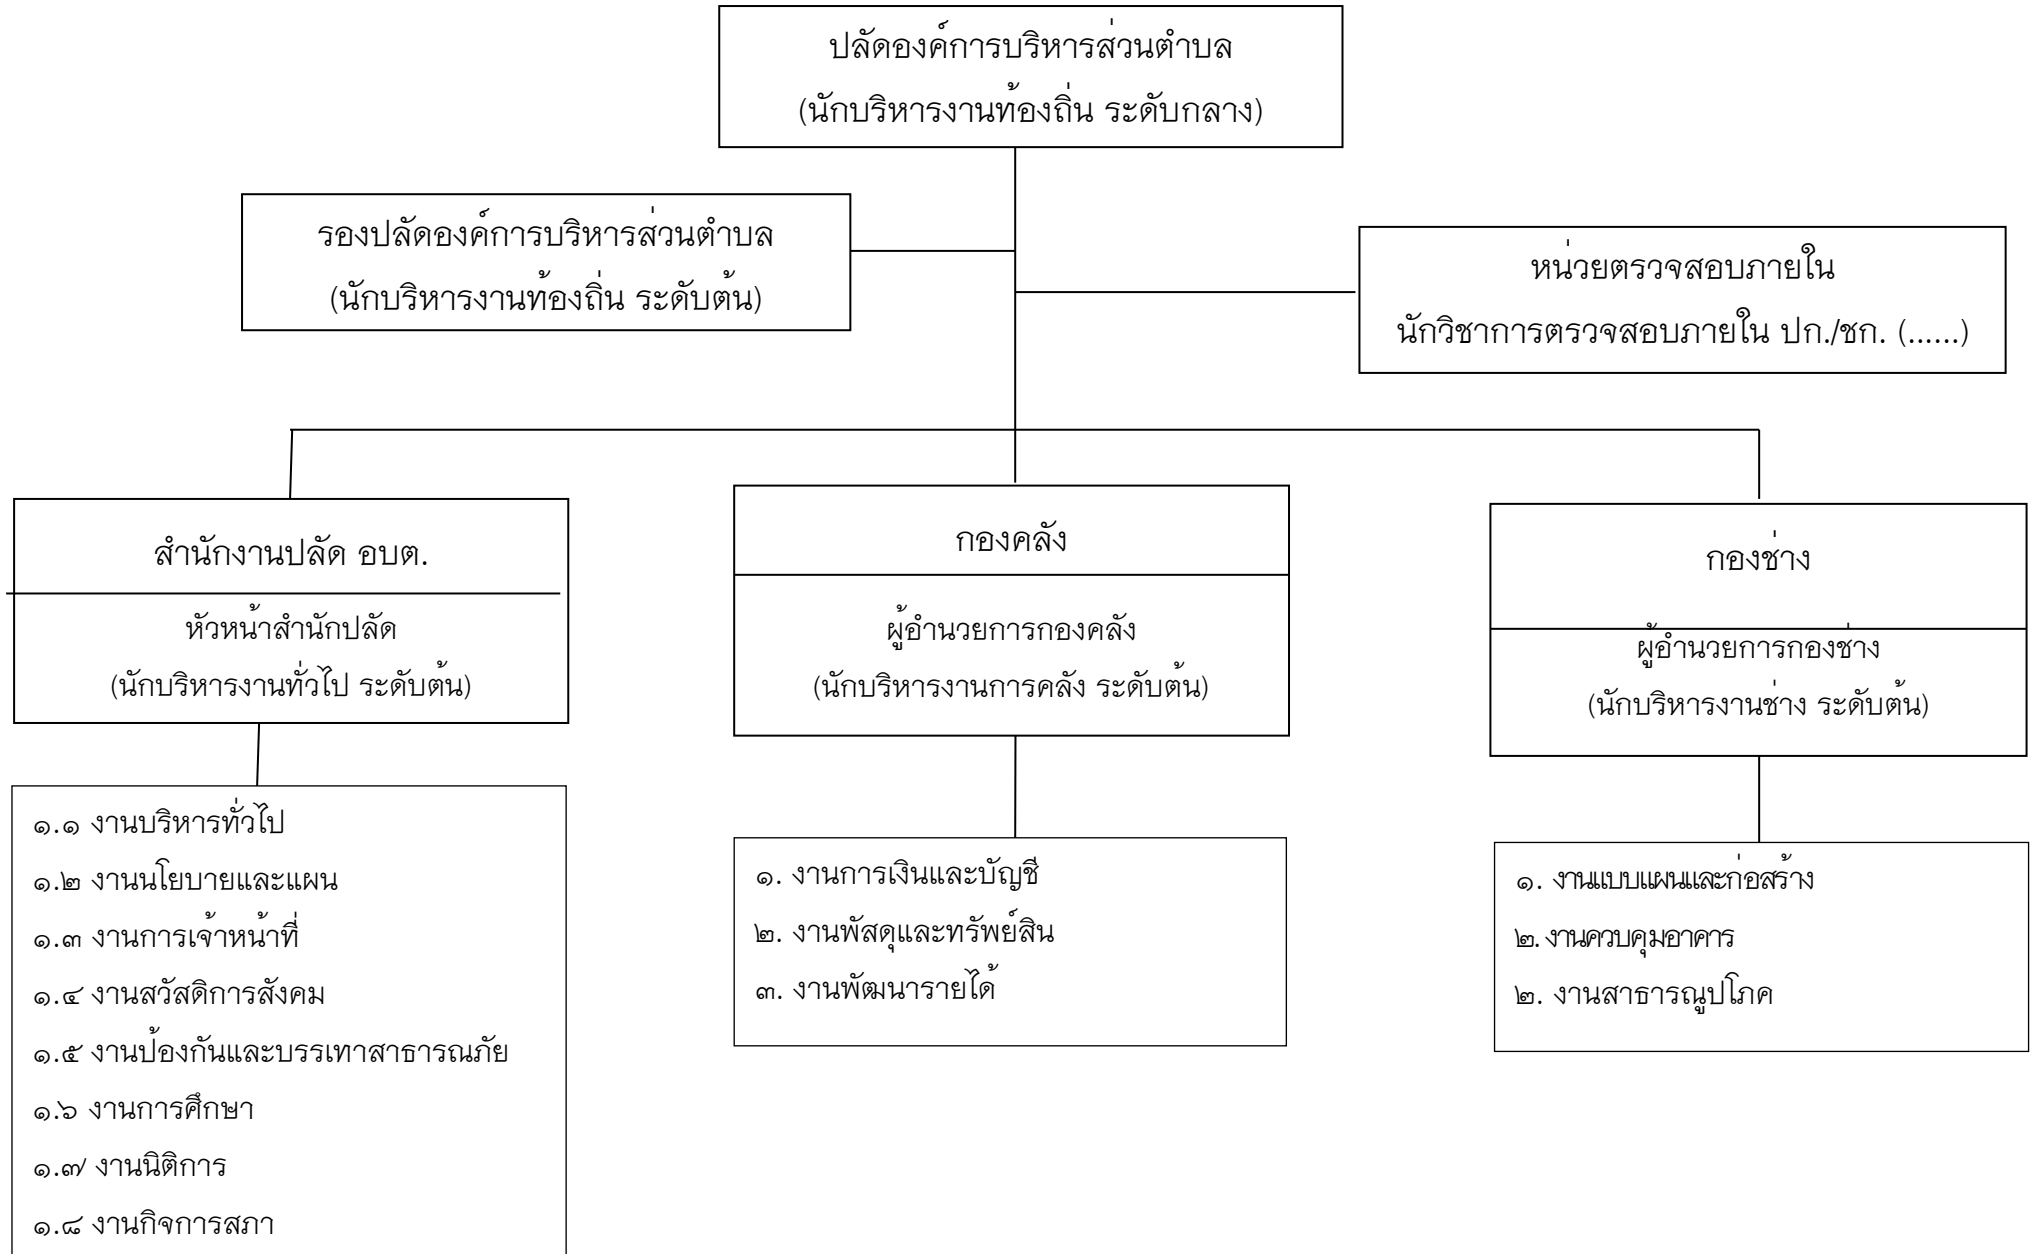 ปลัดองค์การบริหารส่วนตำบล
(นักบริหารงานท้องถิ่น ระดับกลาง)
รองปลัดองค์การบริหารส่วนตำบล
(นักบริหารงานท้องถิ่น ระดับต้น)
หน่วยตรวจสอบภายใน
นักวิชาการตรวจสอบภายใน ปก./ชก. (......)
สำนักงานปลัด อบต.
หัวหน้าสำนักปลัด
(นักบริหารงานทั่วไป ระดับต้น)
กองคลัง
ผู้อำนวยการกองคลัง
(นักบริหารงานการคลัง ระดับต้น)
กองช่าง
ผู้อำนวยการกองช่าง
(นักบริหารงานช่าง ระดับต้น)
๑.๑ งานบริหารทั่วไป
๑.๒ งานนโยบายและแผน
๑.๓ งานการเจ้าหน้าที่
๑.๔ งานสวัสดิการสังคม
๑.๕ งานป้องกันและบรรเทาสาธารณภัย
๑.๖ งานการศึกษา
๑.๗ งานนิติการ
๑.๘ งานกิจการสภา
๑. งานการเงินและบัญชี
๒. งานพัสดุและทรัพย์สิน
๓. งานพัฒนารายได้
๑. งานแบบแผนและก่อสร้าง
๒. งานควบคุมอาคาร
๒. งานสาธารณูปโภค